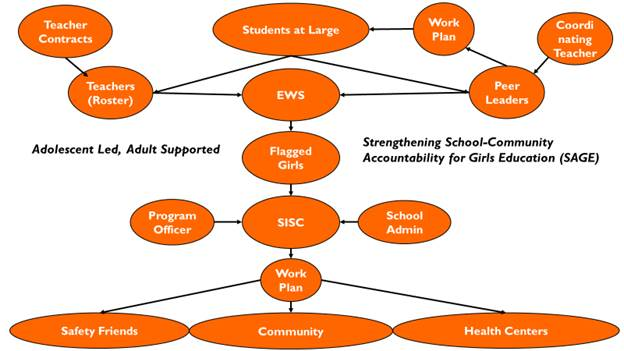 Teacher
Contracts
Students at Large
Work
Plan
Coordi
nating
Teacher
Teachers
(Roster)
EWS
Peer
Leaders
Adolescent Led, Adult Supported
Strengthening School-Community
Accountability for Girls Education (SAGE)
Flagged
Girls
Program
Officer
SISC
School
Admin
Work
Plan
Safety Friends
Community
Health Centers